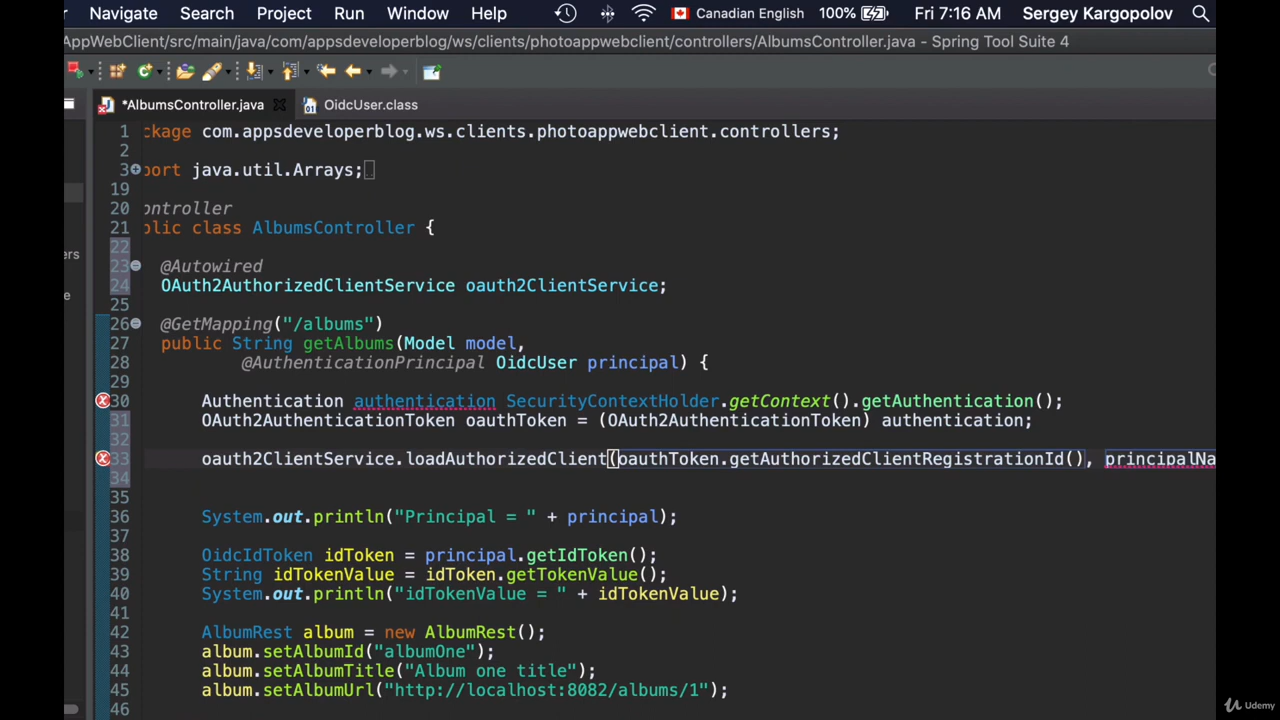 Navigate Search Project Run Window Help Canadian English 100% Fri 7:16 AM Sergey Kargopolov
AppWebClient/src/main/java/com/appsdeveloperblog/ws/clients/photoappwebclient/controllers/AlbumsController.java - Spring Tool Suite 4
*AlbumsController.java OidcUser.class
1 ckage com.appsdeveloperblog.ws.clients.photoappwebclient.controllers;
2
3 port java.util.Arrays;
19
20 ontroller
21 blic class AlbumsController {
22
23 @Autowired
24 OAuth2AuthorizedClientService oauth2ClientService;
25
26 @GetMapping("/albums")
27 public String getAlbums(Model model,
28 @AuthenticationPrincipal OidcUser principal) {
29
30 Authentication authentication SecurityContextHolder.getContext().getAuthentication();
31 OAuth2AuthenticationToken oauthToken = (OAuth2AuthenticationToken) authentication;
32
33 oauth2ClientService.loadAuthorizedClient(oauthToken.getAuthorizedClientRegistrationId(), principalNa
34
35
36 System.out.println("Principal = " + principal);
37
38 OidcIdToken idToken = principal.getIdToken();
39 String idTokenValue = idToken.getTokenValue();
40 System.out.println("idTokenValue = " + idTokenValue);
41
42 AlbumRest album = new AlbumRest();
43 album.setAlbumId("albumOne");
44 album.setAlbumTitle("Album one title");
45 album.setAlbumUrl("http://localhost:8082/albums/1");
46
ers
e
Udemy